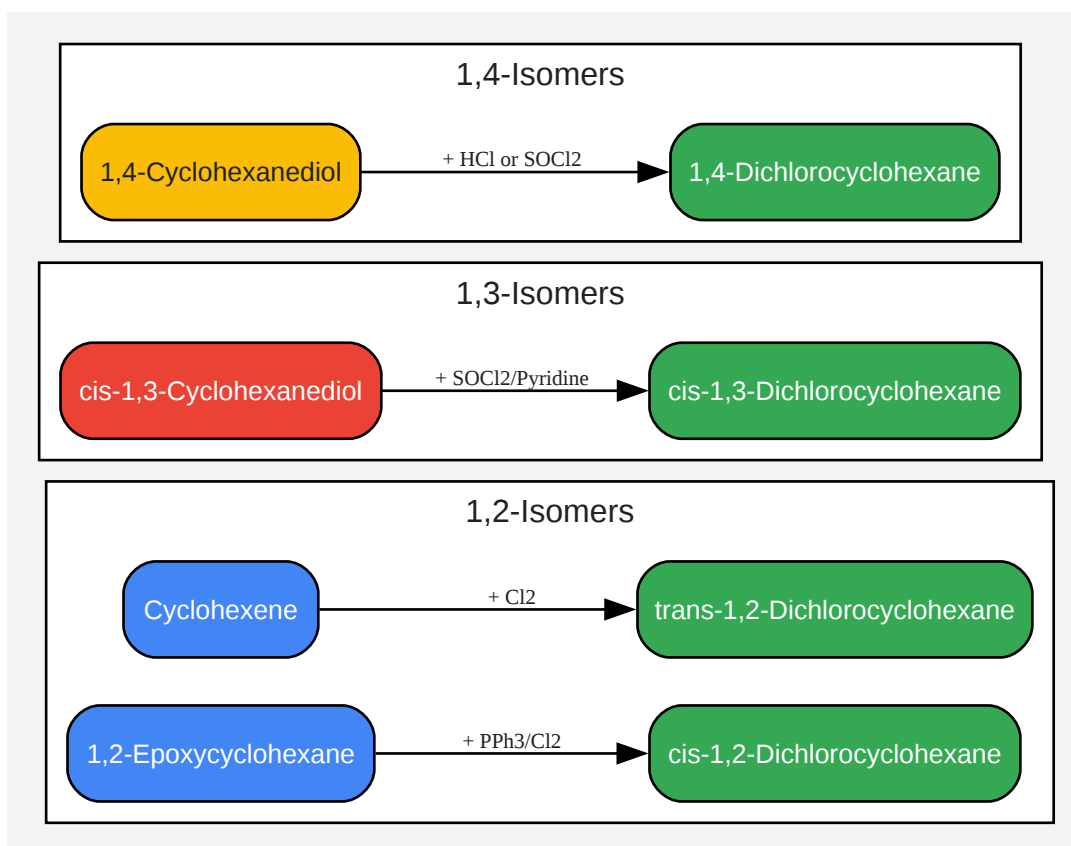 1,4-Isomers
1,4-Cyclohexanediol
+ HCl or SOCl2
1,4-Dichlorocyclohexane
1,3-Isomers
cis-1,3-Cyclohexanediol
+ SOCl2/Pyridine
cis-1,3-Dichlorocyclohexane
1,2-Isomers
Cyclohexene
+ Cl2
trans-1,2-Dichlorocyclohexane
1,2-Epoxycyclohexane
+ PPh3/Cl2
cis-1,2-Dichlorocyclohexane